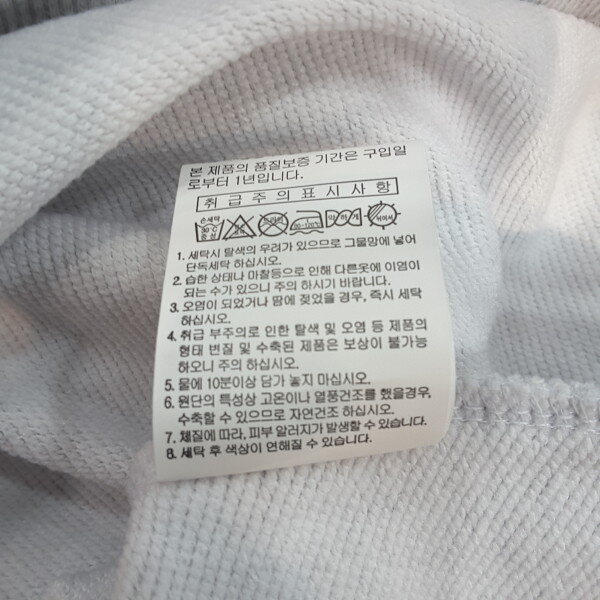 본 제품의 품질보증 기간은 구입일
로부터 1년입니다.
취급주의표시사항
손세탁 30℃ 중성 약하게 뉘어서
1. 세탁시 탈색의 우려가 있으므로 그물망에 넣어
단독세탁 하십시오.
2. 습한 상태나 마찰등으로 인해 다른옷에 이염이
되는 수가 있으니 주의 하시기 바랍니다.
3. 오염이 되었거나 땀에 젖었을 경우, 즉시 세탁
하십시오.
4. 취급 부주의로 인한 탈색 및 오염 등 제품의
형태 변질 및 수축된 제품은 보상이 불가능
하오니 주의 하십시오.
5. 물에 10분이상 담가 놓지 마십시오.
6. 원단의 특성상 고온이나 열풍건조를 했을경우,
수축할 수 있으므로 자연건조 하십시오.
7. 체질에 따라, 피부 알러지가 발생할 수 있습니다.
8. 세탁 후 색상이 연해질 수 있습니다.